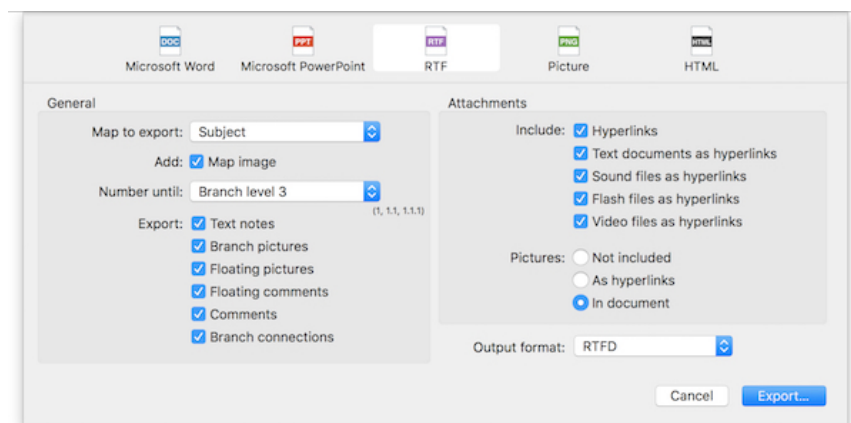 DOC PPT RTF PNG HTML
Microsoft Word Microsoft PowerPoint RTF Picture HTML
General
Map to export: Subject
Add: Map image
Number until: Branch level 3
(1, 1.1, 1.1.1)
Export: Text notes
Branch pictures
Floating pictures
Floating comments
Comments
Branch connections
Attachments
Include: Hyperlinks
Text documents as hyperlinks
Sound files as hyperlinks
Flash files as hyperlinks
Video files as hyperlinks
Pictures: Not included
As hyperlinks
In document
Output format: RTFD
Cancel Export...